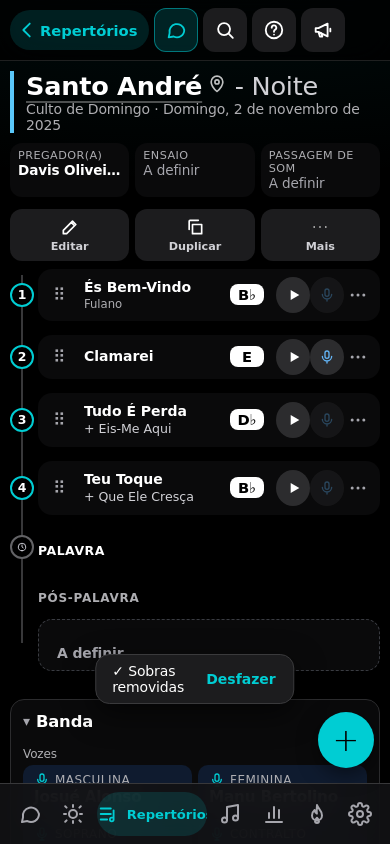 Repertórios
Santo André - Noite
Culto de Domingo · Domingo, 2 de novembro de
2025
PREGADOR(A)
Davis Olivei…
ENSAIO
A definir
PASSAGEM DE
SOM
A definir
Editar
Duplicar
Mais
1
És Bem-Vindo
Fulano
B♭
2
Clamarei
E
3
Tudo É Perda
+ Eis-Me Aqui
D♭
4
Teu Toque
+ Que Ele Cresça
B♭
PALAVRA
PÓS-PALAVRA
A definir
✓ Sobras
removidas
Desfazer
▾ Banda
Vozes
MASCULINA
FEMININA
Repertório